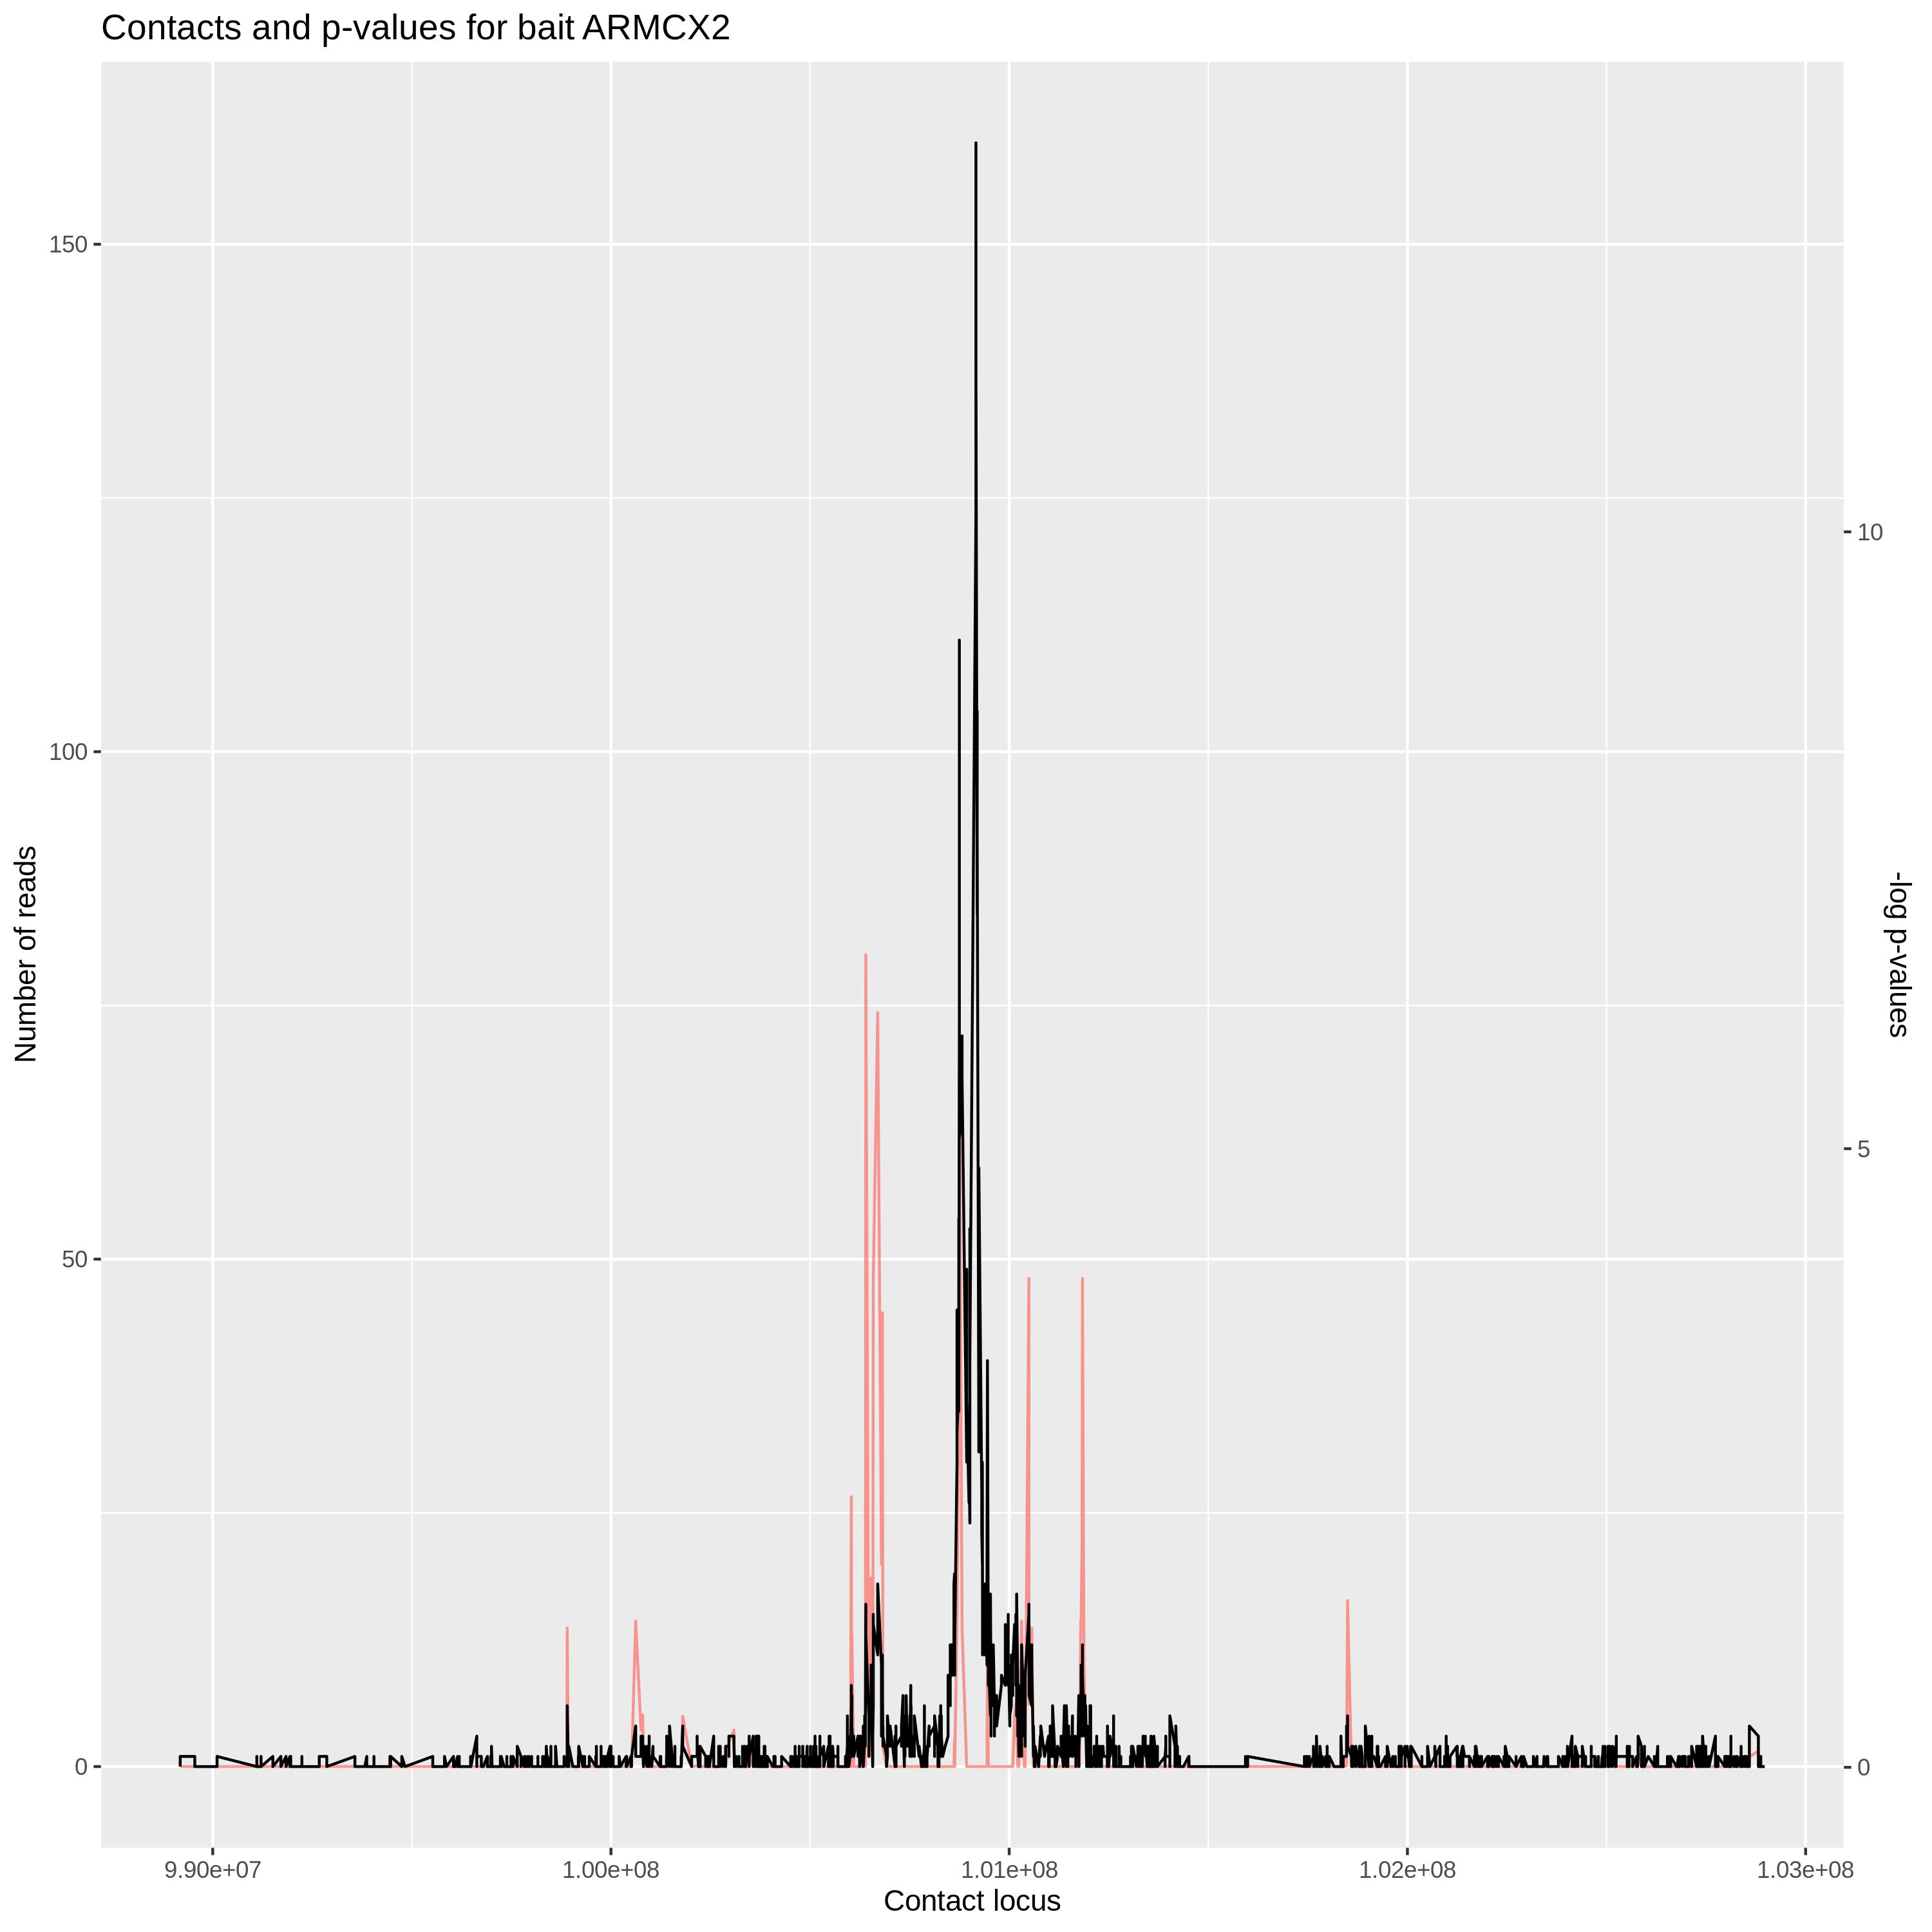 Contacts and p-values for bait ARMCX2
150
100
50
0
Number of reads
10
5
0
-log p-values
9.90e+07
1.00e+08
1.01e+08
1.02e+08
1.03e+08
Contact locus